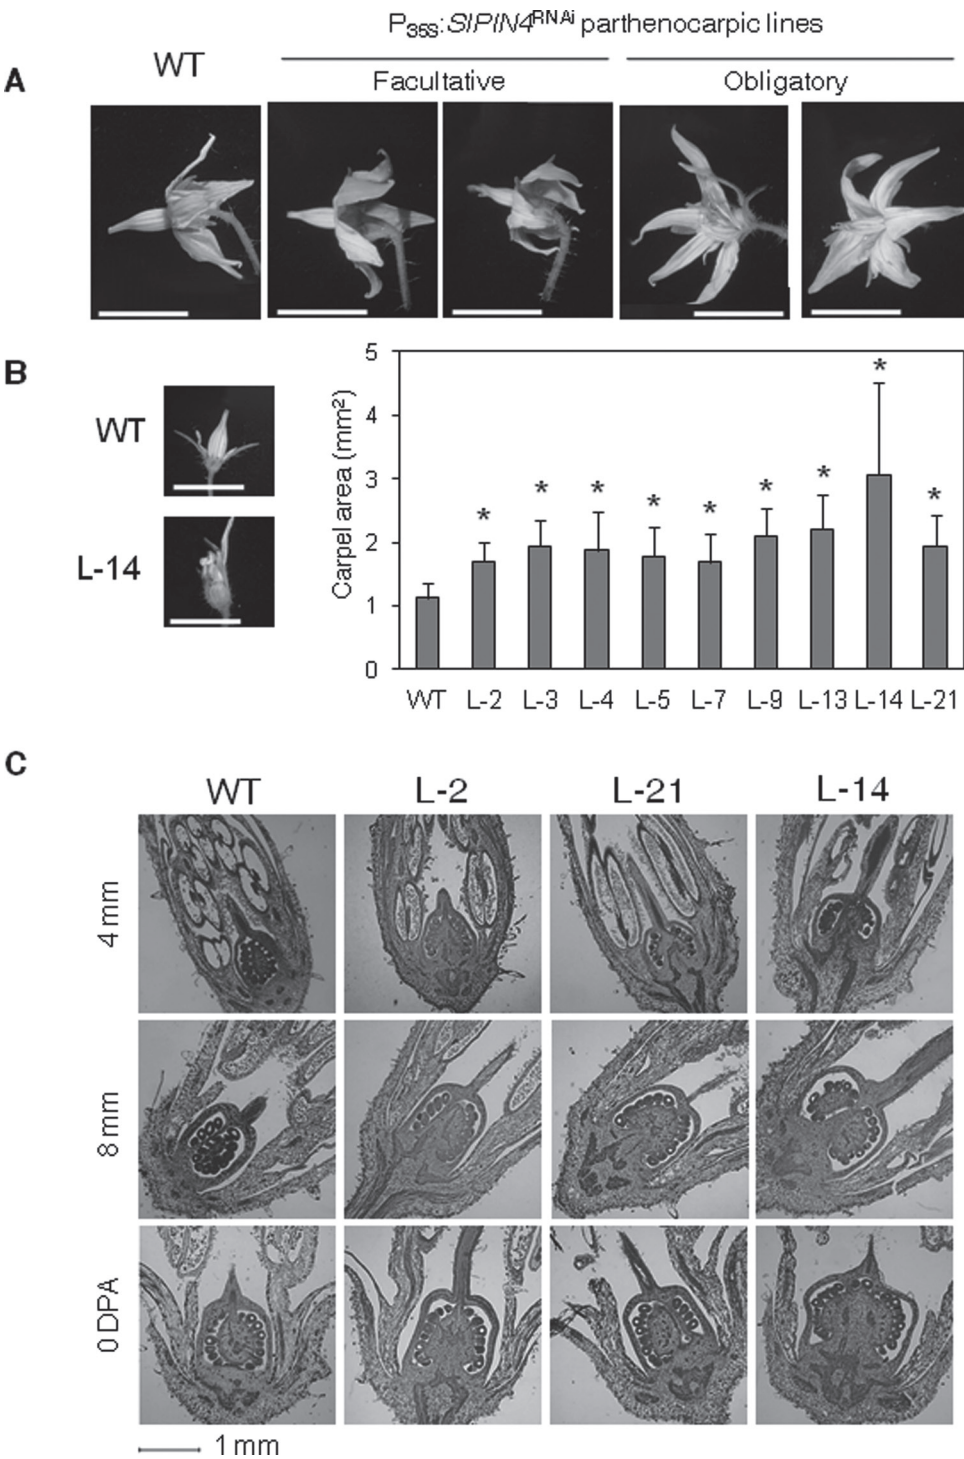 P35S:SlPIN4RNAi parthenocarpic lines
A
WT
Facultative
Obligatory
B
WT
L-14
Carpel area (mm²)
5
4
3
2
1
0
*
*
*
*
*
*
*
*
*
WT L-2 L-3 L-4 L-5 L-7 L-9 L-13 L-14 L-21
C
WT L-2 L-21 L-14
4 mm
8 mm
0 DPA
1 mm